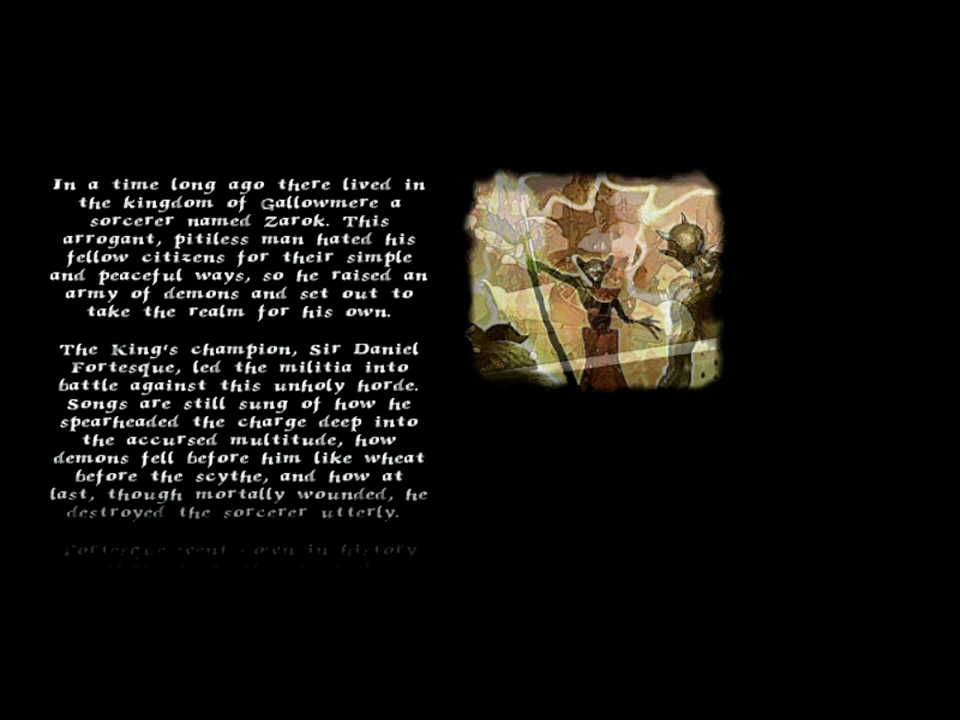 In a time long ago there lived in
the kingdom of Gallowmere a
sorcerer named Zarok. This
arrogant, pitiless man hated his
fellow citizens for their simple
and peaceful ways, so he raised an
army of demons and set out to
take the realm for his own.
The King's champion, Sir Daniel
Fortesque, led the militia into
battle against this unholy horde.
Songs are still sung of how he
spearheaded the charge deep into
the accursed multitude, how
demons fell before him like wheat
before the scythe, and how at
last, though mortally wounded, he
destroyed the sorcerer utterly.
Fortesque went down in history